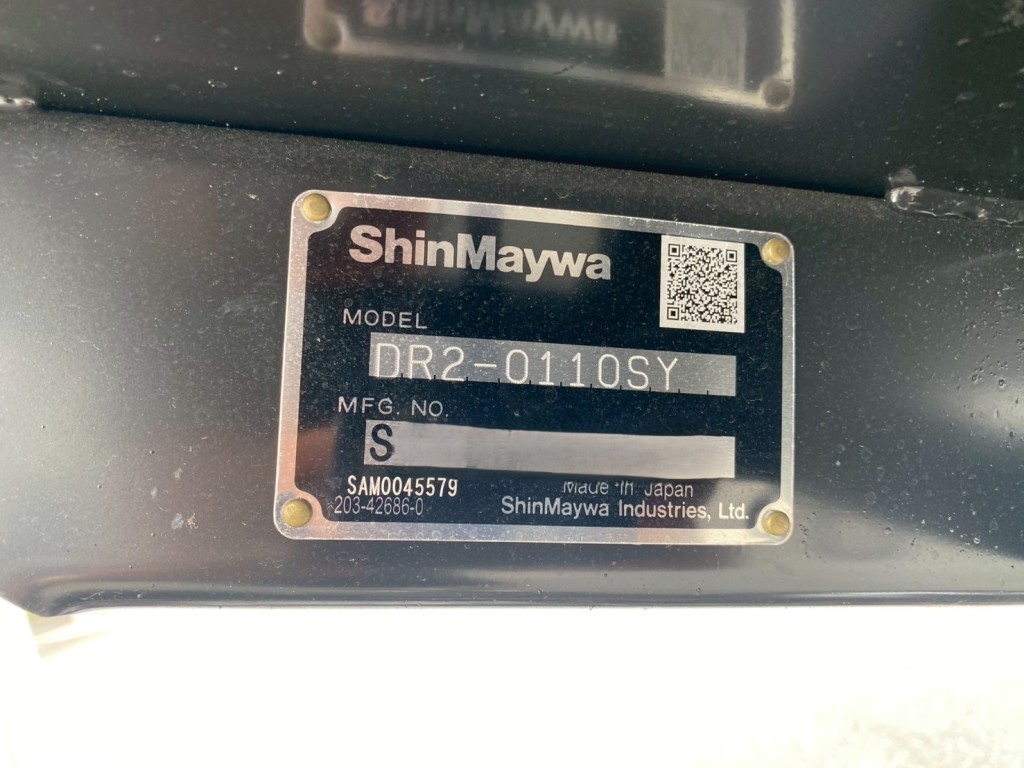 ShinMaywa
MODEL
DR2-0110SY
MFG. NO.
S
SAM0045579
Made in Japan
203-42686-0
ShinMaywa Industries, Ltd.